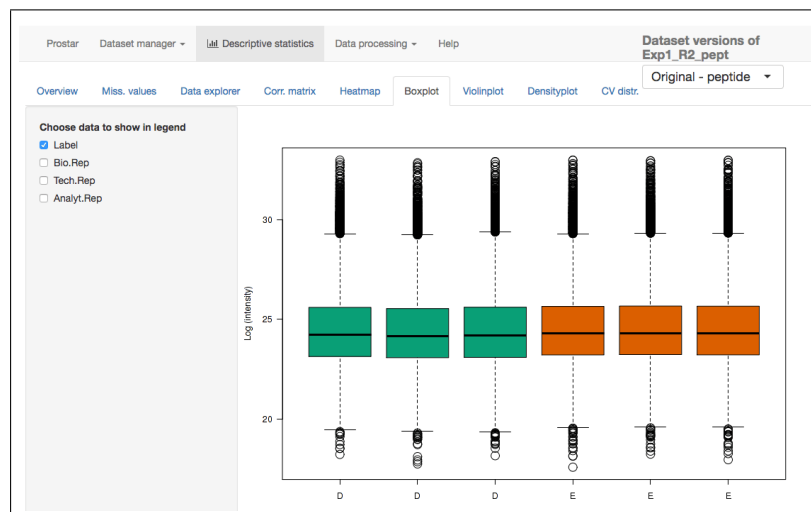 Prostar Dataset manager Descriptive statistics Data processing Help
Dataset versions of
Exp1_R2_pept
Original - peptide
Overview Miss. values Data explorer Corr. matrix Heatmap Boxplot Violinplot Densityplot CV distr.
Choose data to show in legend
Label
Bio.Rep
Tech.Rep
Analyt.Rep
Log (intensity)
30
25
20
D D D E E E